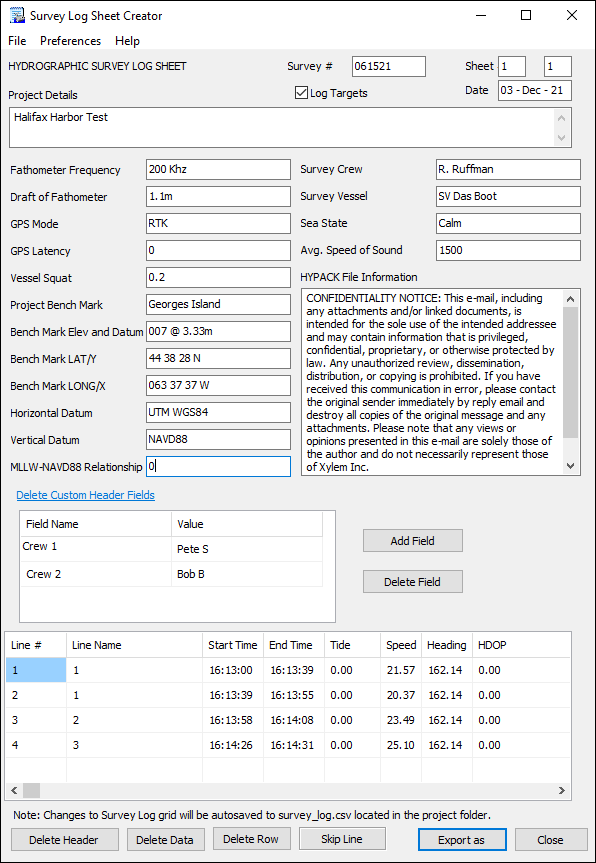 Survey Log Sheet Creator
File Preferences Help
HYDROGRAPHIC SURVEY LOG SHEET Survey # 061521 Sheet 1 1
Project Details Log Targets Date 03 - Dec - 21
Halifax Harbor Test
Fathometer Frequency 200 Khz Survey Crew R. Ruffman
Draft of Fathometer 1.1m Survey Vessel SV Das Boot
GPS Mode RTK Sea State Calm
GPS Latency 0 Avg. Speed of Sound 1500
Vessel Squat 0.2 HYPACK File Information
Project Bench Mark Georges Island
Bench Mark Elev and Datum 007 @ 3.33m
Bench Mark LAT/Y 44 38 28 N
Bench Mark LONG/X 063 37 37 W
Horizontal Datum UTM WGS84
Vertical Datum NAVD88
MLLW-NAVD88 Relationship 0
CONFIDENTIALITY NOTICE: This e-mail, including
any attachments and/or linked documents, is
intended for the sole use of the intended addressee
and may contain information that is privileged,
confidential, proprietary, or otherwise protected by
law. Any unauthorized review, dissemination,
distribution, or copying is prohibited. If you have
received this communication in error, please contact
the original sender immediately by reply email and
destroy all copies of the original message and any
attachments. Please note that any views or
opinions presented in this e-mail are solely those of
the author and do not necessarily represent those
of Xylem Inc.
Delete Custom Header Fields
Field Name Value
Crew 1 Pete S
Crew 2 Bob B
Add Field
Delete Field
Line # Line Name Start Time End Time Tide Speed Heading HDOP
1 1 16:13:00 16:13:39 0.00 21.57 162.14 0.00
2 1 16:13:39 16:13:55 0.00 20.37 162.14 0.00
3 2 16:13:58 16:14:08 0.00 23.49 162.14 0.00
4 3 16:14:26 16:14:31 0.00 25.10 162.14 0.00
Note: Changes to Survey Log grid will be autosaved to survey_log.csv located in the project folder.
Delete Header Delete Data Delete Row Skip Line Export as Close